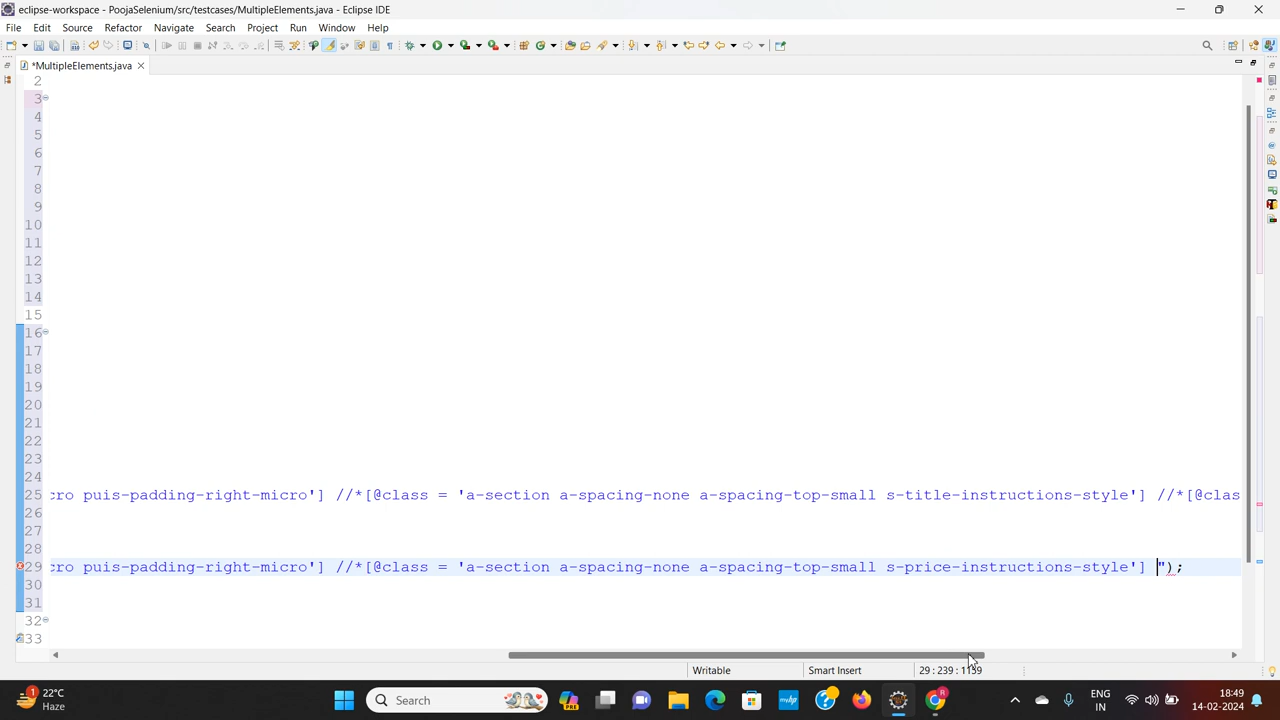 eclipse-workspace - PoojaSelenium/src/testcases/MultipleElements.java - Eclipse IDE
File Edit Source Refactor Navigate Search Project Run Window Help
*MultipleElements.java
2
3
4
5
6
7
8
9
10
11
12
13
14
15
16
17
18
19
20
21
22
23
24
25 cro puis-padding-right-micro'] //*[@class = 'a-section a-spacing-none a-spacing-top-small s-title-instructions-style'] //*[@clas
26
27
28
29 cro puis-padding-right-micro'] //*[@class = 'a-section a-spacing-none a-spacing-top-small s-price-instructions-style'] ");
30
31
32
33
Writable Smart Insert 29 : 239 : 1159
22°C
Haze
Search
ENG
IN
18:49
14-02-2024